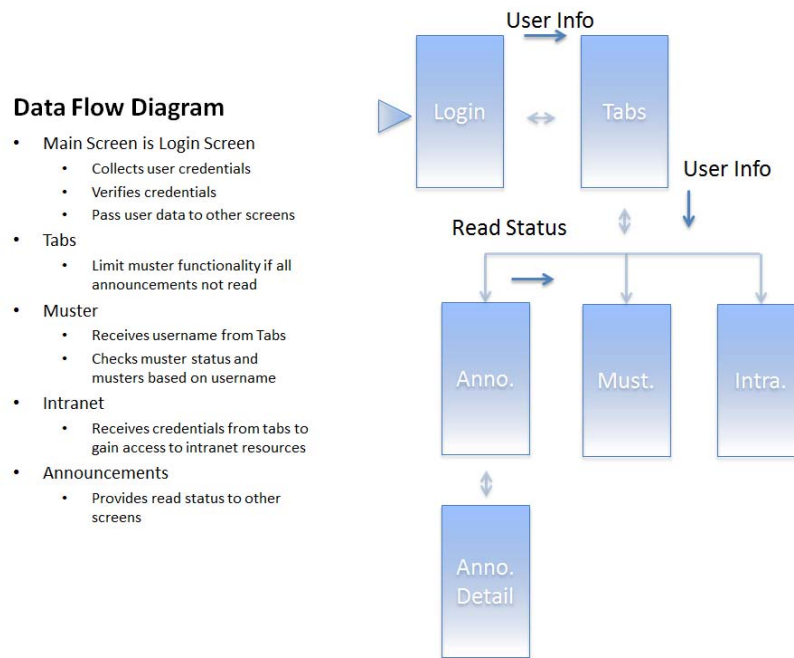 Data Flow Diagram
• Main Screen is Login Screen
• Collects user credentials
• Verifies credentials
• Pass user data to other screens
• Tabs
• Limit muster functionality if all
announcements not read
• Muster
• Receives username from Tabs
• Checks muster status and
musters based on username
• Intranet
• Receives credentials from tabs to
gain access to intranet resources
• Announcements
• Provides read status to other
screens
User Info
Login
Tabs
User Info
Read Status
Anno.
Must.
Intra.
Anno.
Detail